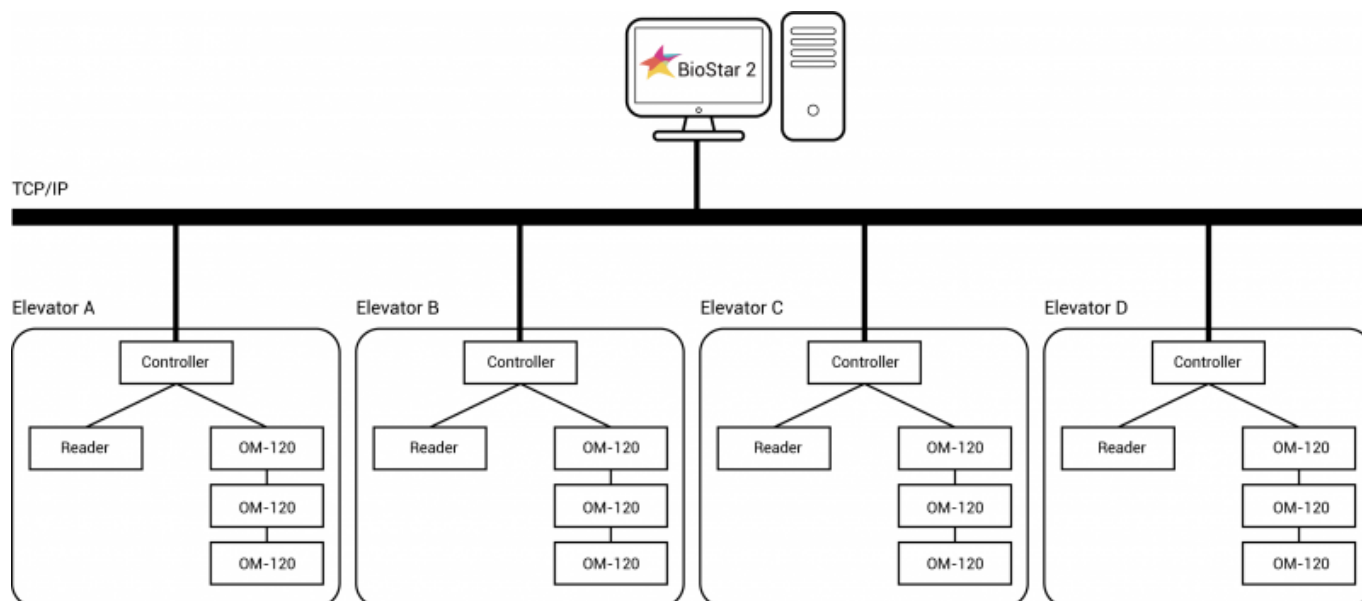 BioStar 2
TCP/IP
Elevator A
Elevator B
Elevator C
Elevator D
Controller
Controller
Controller
Controller
Reader
OM-120
Reader
OM-120
Reader
OM-120
Reader
OM-120
OM-120
OM-120
OM-120
OM-120
OM-120
OM-120
OM-120
OM-120